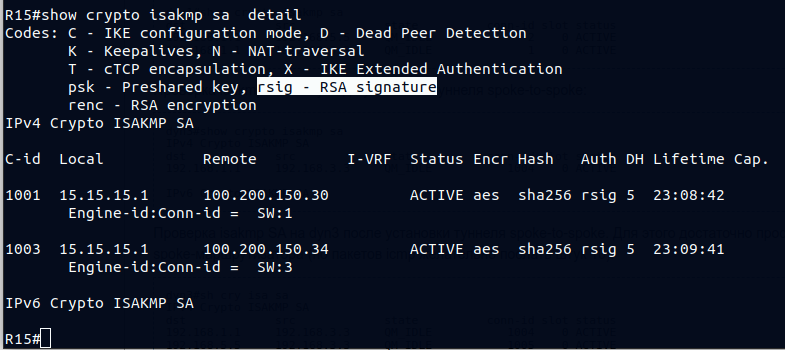 R15#show crypto isakmp sa  detail
Codes: C - IKE configuration mode, D - Dead Peer Detection
       K - Keepalives, N - NAT-traversal
       T - cTCP encapsulation, X - IKE Extended Authentication
       psk - Preshared key, rsig - RSA signature
       renc - RSA encryption
IPv4 Crypto ISAKMP SA
C-id  Local           Remote          I-VRF  Status Encr Hash   Auth DH Lifetime Cap.
1001  15.15.15.1      100.200.150.30         ACTIVE aes  sha256 rsig 5  23:08:42
       Engine-id:Conn-id =  SW:1
1003  15.15.15.1      100.200.150.34         ACTIVE aes  sha256 rsig 5  23:09:41
       Engine-id:Conn-id =  SW:3
IPv6 Crypto ISAKMP SA
R15#